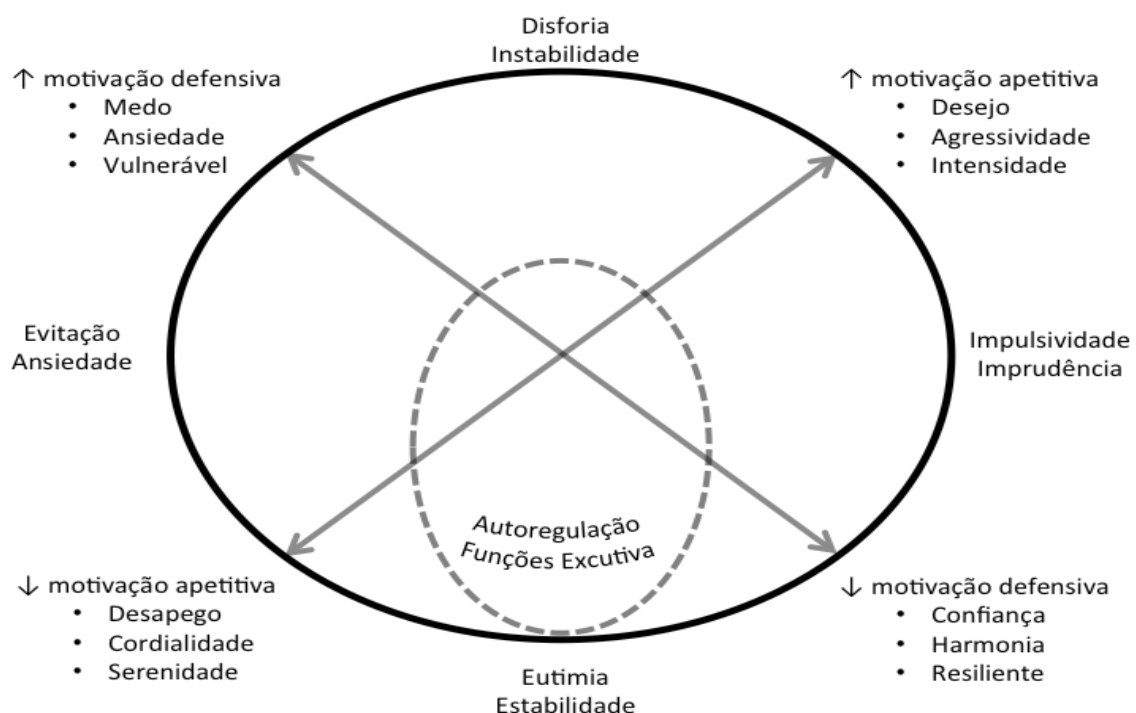 Disforia
Instabilidade
↑ motivação defensiva
• Medo
• Ansiedade
• Vulnerável
↑ motivação apetitiva
• Desejo
• Agressividade
• Intensidade
Evitação
Ansiedade
Impulsividade
Imprudência
Autoregulação
Funções Excutiva
↓ motivação apetitiva
• Desapego
• Cordialidade
• Serenidade
↓ motivação defensiva
• Confiança
• Harmonia
• Resiliente
Eutimia
Estabilidade